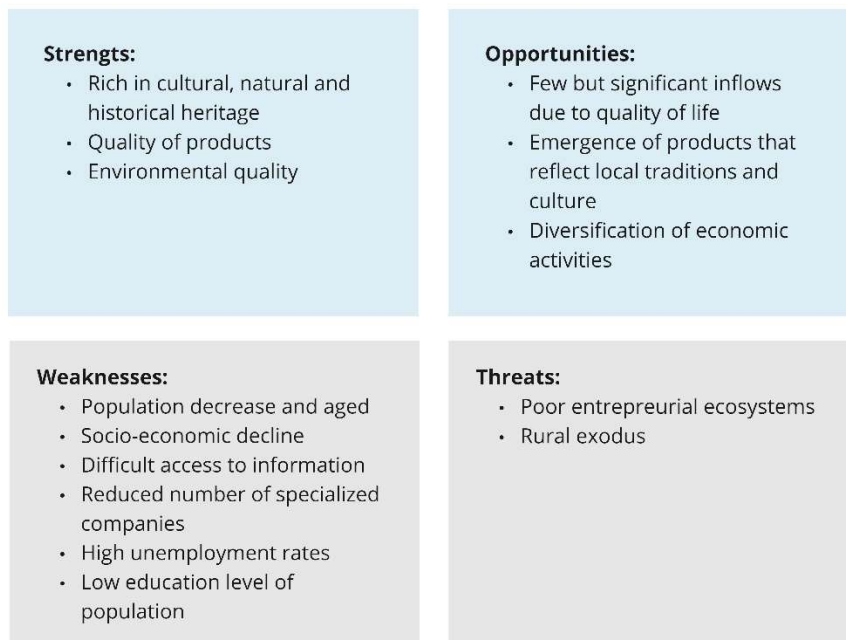 Strengts:
• Rich in cultural, natural and
historical heritage
• Quality of products
• Environmental quality
Opportunities:
• Few but significant inflows
due to quality of life
• Emergence of products that
reflect local traditions and
culture
• Diversification of economic
activities
Weaknesses:
• Population decrease and aged
• Socio-economic decline
• Difficult access to information
• Reduced number of specialized
companies
• High unemployment rates
• Low education level of
population
Threats:
• Poor entrepreurial ecosystems
• Rural exodus